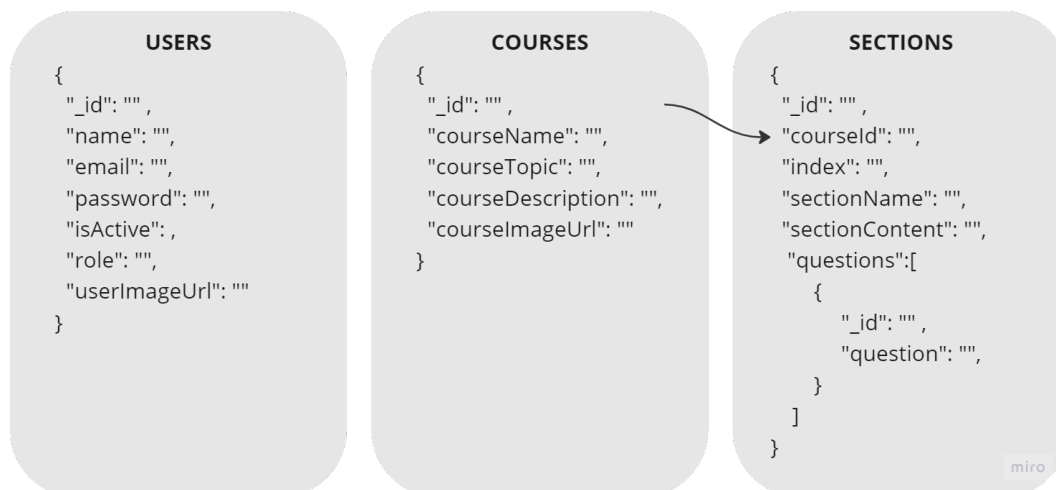 USERS
{
"_id": "" ,
"name": "",
"email": "",
"password": "",
"isActive": ,
"role": "",
"userImageUrl": ""
}
COURSES
{
"_id": "" ,
"courseName": "",
"courseTopic": "",
"courseDescription": "",
"courseImageUrl": ""
}
SECTIONS
{
"_id": "" ,
"courseId": "",
"index": "",
"sectionName": "",
"sectionContent": "",
"questions":[
{
"_id": "" ,
"question": "",
}
]
}
miro